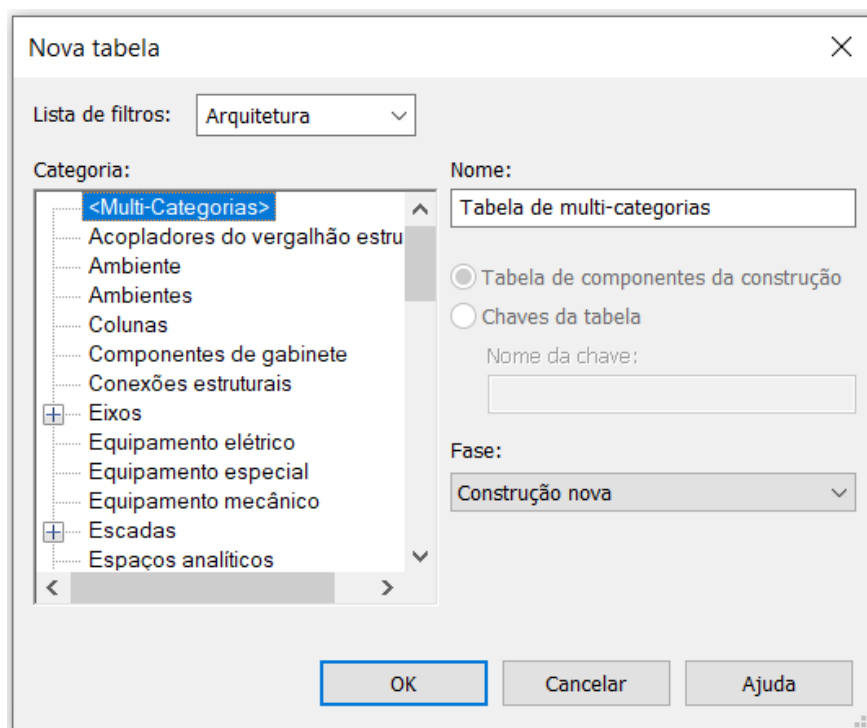 Nova tabela
Lista de filtros: Arquitetura
Categoria:
<Multi-Categorias>
Acopladores do vergalhão estru
Ambiente
Ambientes
Colunas
Componentes de gabinete
Conexões estruturais
Eixos
Equipamento elétrico
Equipamento especial
Equipamento mecânico
Escadas
Espaços analíticos
Nome:
Tabela de multi-categorias
Tabela de componentes da construção
Chaves da tabela
Nome da chave:
Fase:
Construção nova
OK Cancelar Ajuda